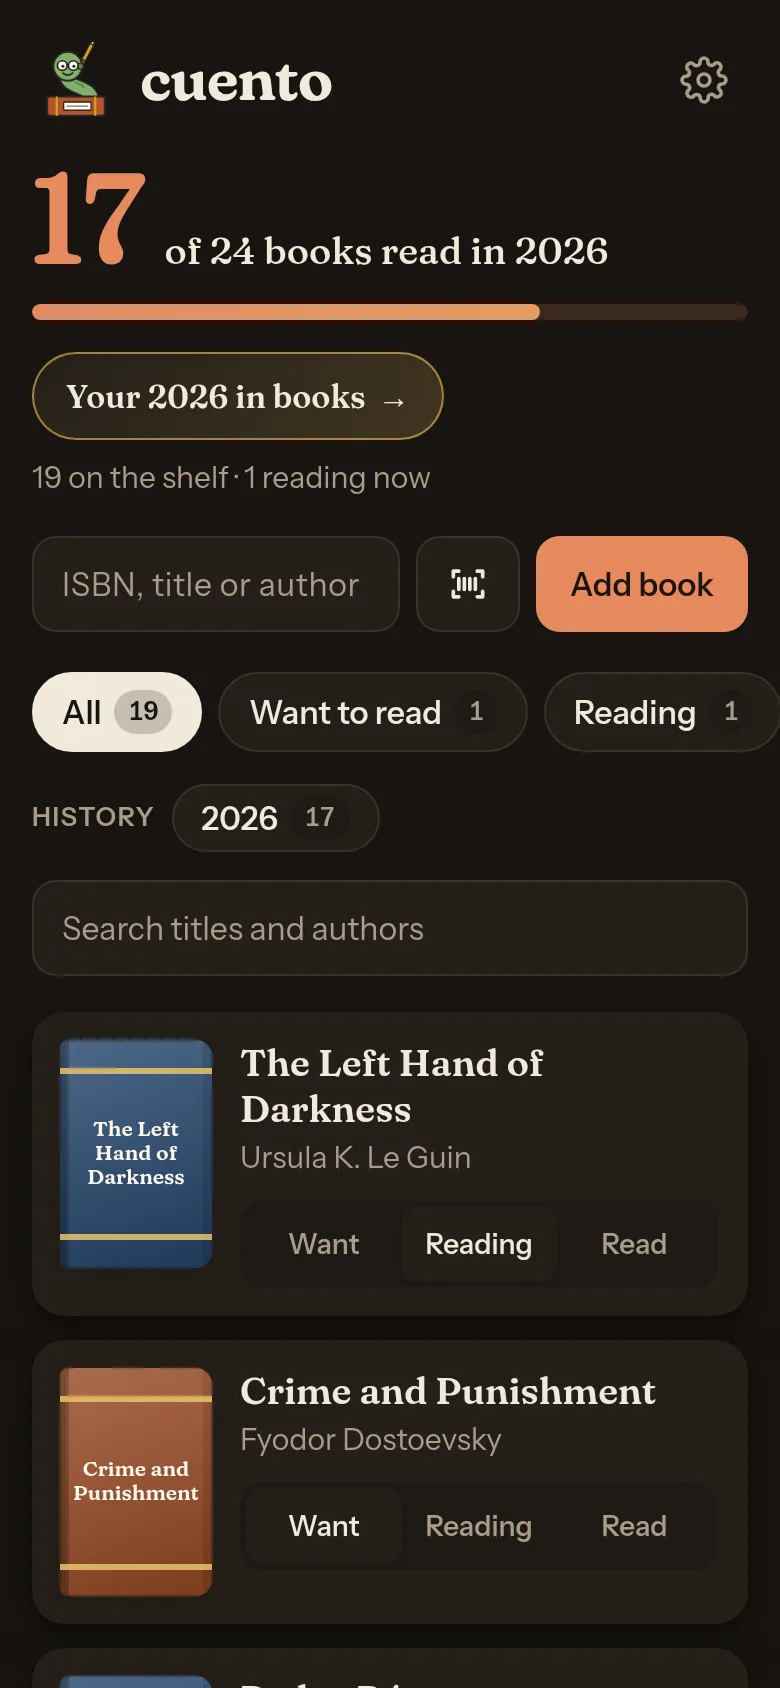 cuento
17 of 24 books read in 2026
Your 2026 in books →
19 on the shelf · 1 reading now
ISBN, title or author
Add book
All 19
Want to read 1
Reading 1
HISTORY
2026 17
Search titles and authors
The Left
Hand of
Darkness
The Left Hand of
Darkness
Ursula K. Le Guin
Want Reading Read
Crime and
Punishment
Crime and Punishment
Fyodor Dostoevsky
Want Reading Read